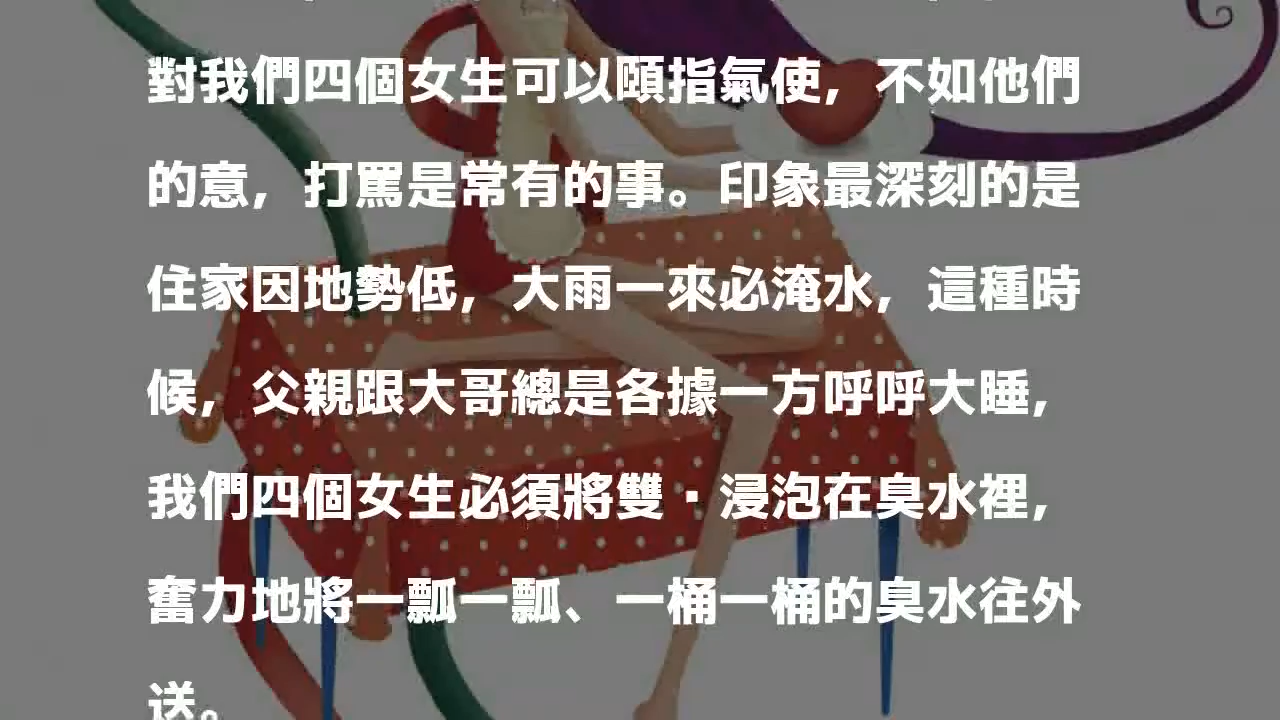 對我們四個女生可以頤指氣使，不如他們
的意，打罵是常有的事。印象最深刻的是
住家因地勢低，大雨一來必淹水，這種時
候，父親跟大哥總是各據一方呼呼大睡，
我們四個女生必須將雙·浸泡在臭水裡，
奮力地將一瓢一瓢、一桶一桶的臭水往外
送。